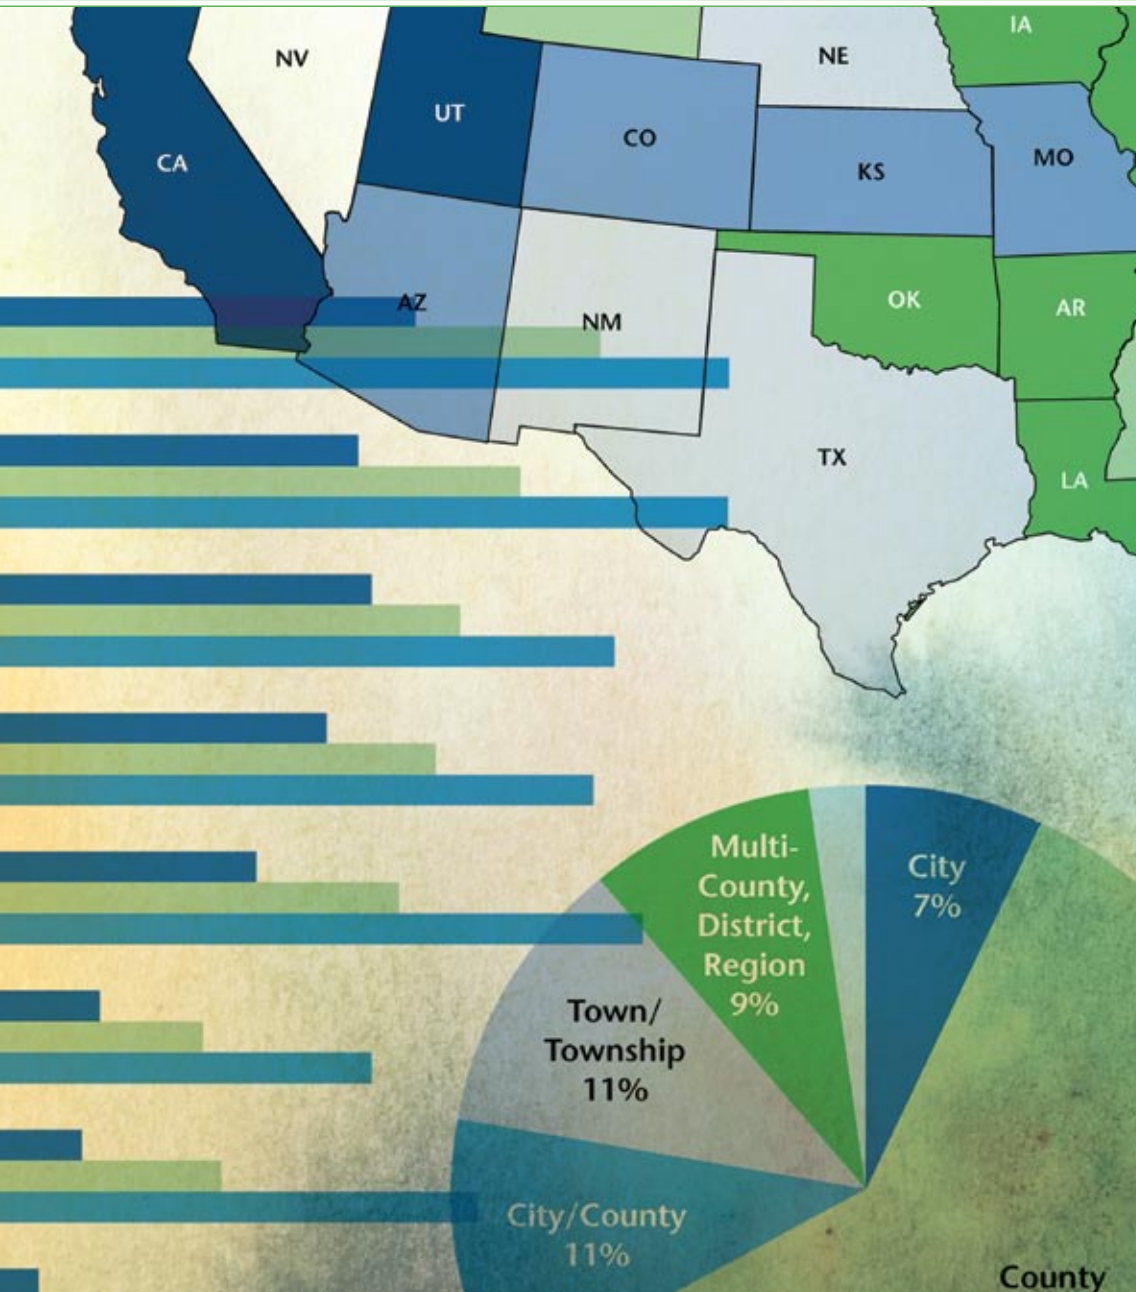 IA
NV
NE
UT
CO
MO
CA
KS
OK
AZ
AR
NM
TX
LA
Multi-
County,
District,
Region
9%
City
7%
Town/
Township
11%
City/County
11%
County